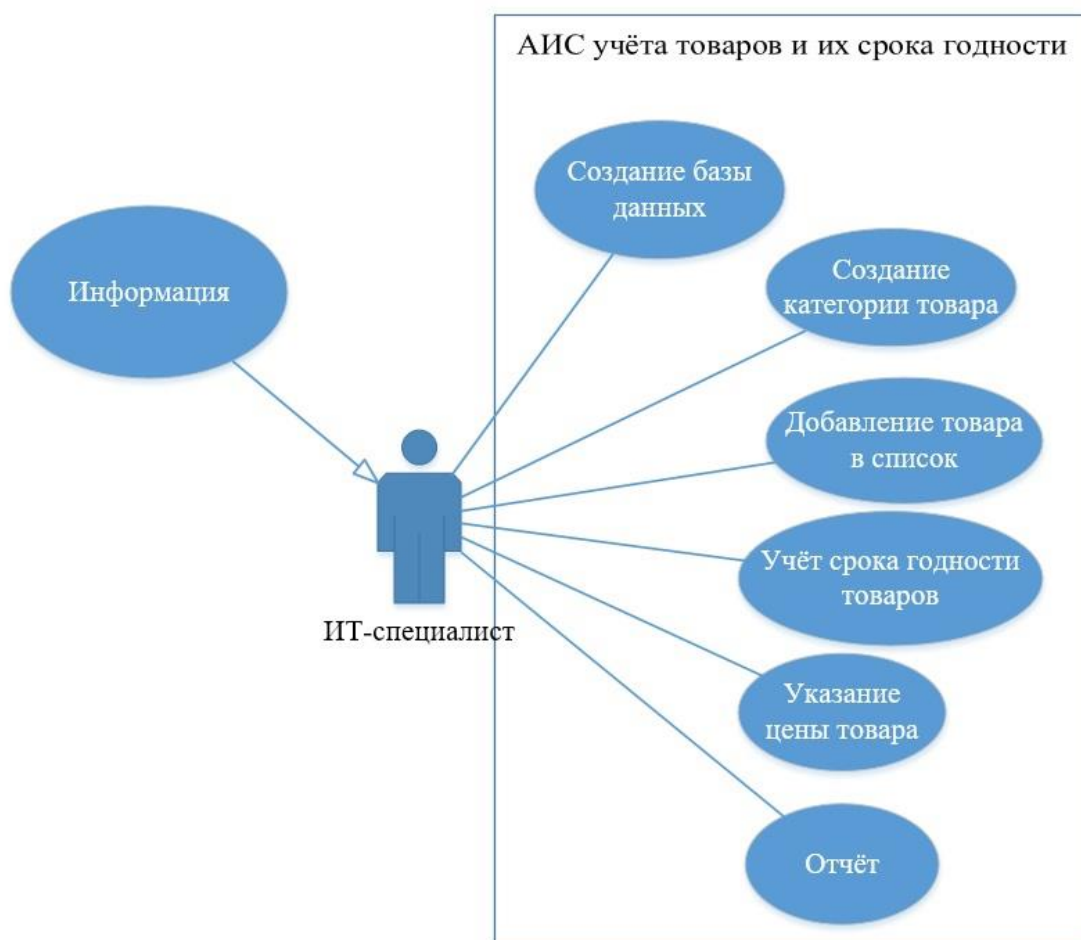 АИС учёта товаров и их срока годности
Создание базы
данных
Информация
Создание
категории товара
Добавление товара
в список
Учёт срока годности
товаров
ИТ-специалист
Указание
цены товара
Отчёт